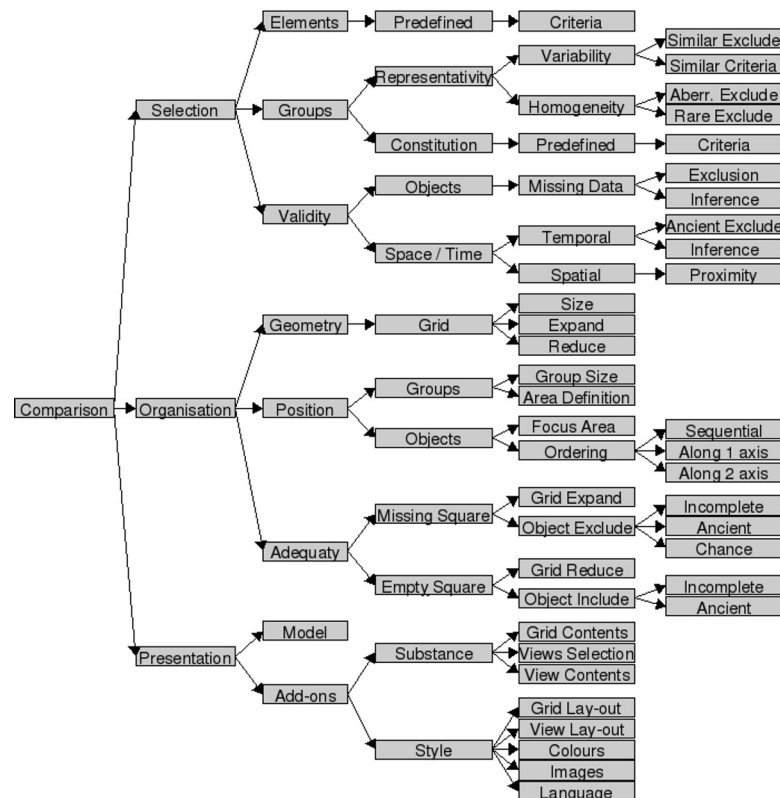 Elements
Predefined
Criteria
Similar Exclude
Variability
Similar Criteria
Representativity
Aberr. Exclude
Selection
Groups
Homogeneity
Rare Exclude
Constitution
Predefined
Criteria
Exclusion
Objects
Missing Data
Inference
Validity
Ancient Exclude
Temporal
Inference
Space / Time
Spatial
Proximity
Size
Geometry
Grid
Expand
Reduce
Group Size
Groups
Area Definition
Comparison
Organisation
Position
Focus Area
Objects
Sequential
Ordering
Along 1 axis
Along 2 axis
Grid Expand
Missing Square
Incomplete
Object Exclude
Ancient
Adequaty
Chance
Grid Reduce
Empty Square
Incomplete
Object Include
Ancient
Model
Grid Contents
Presentation
Substance
Views Selection
View Contents
Add-ons
Grid Lay-out
View Lay-out
Style
Colours
Images
Language